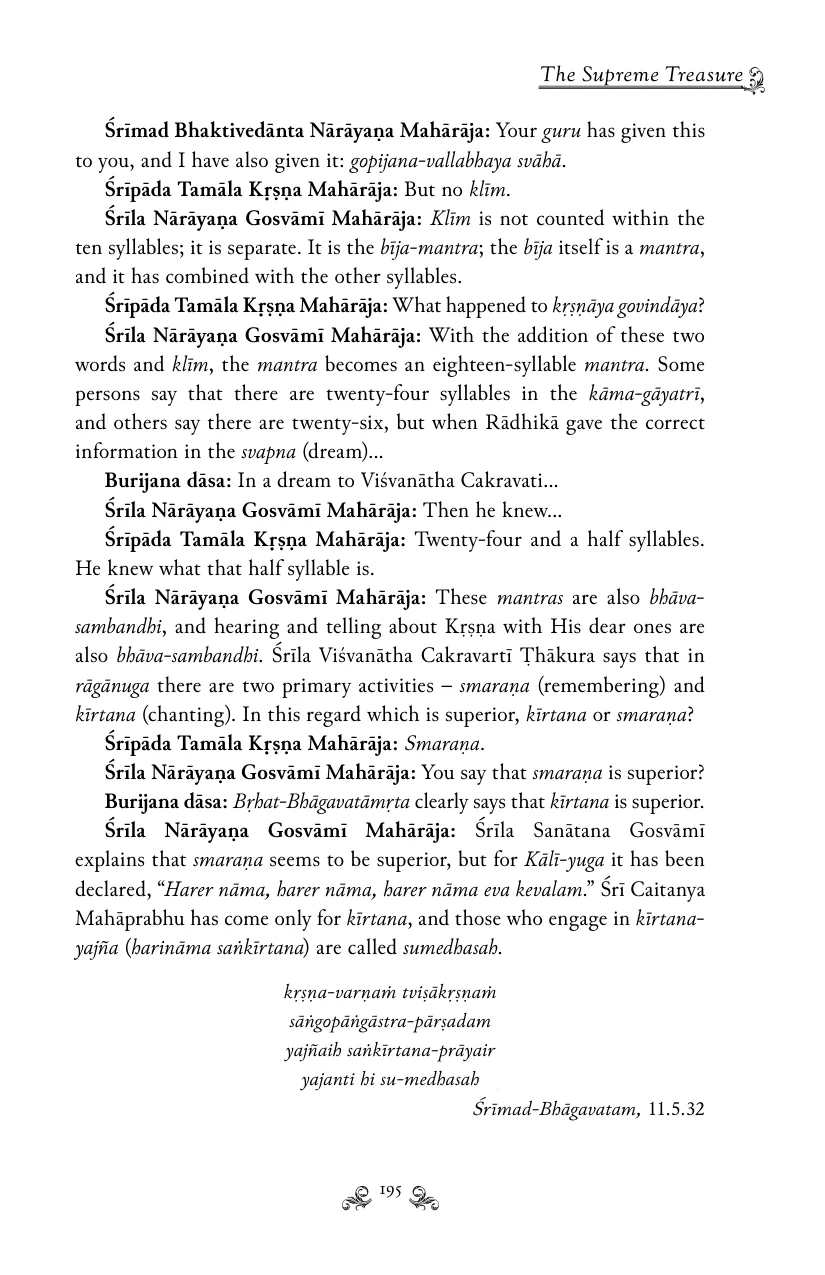 The Supreme Treasure
Śrīmad Bhaktivedānta Nārāyaṇa Mahārāja: Your guru has given this
to you, and I have also given it: gopijana-vallabhaya svāhā.
Śrīpāda Tamāla Kṛṣṇa Mahārāja: But no klīm.
Śrīla Nārāyaṇa Gosvāmī Mahārāja: Klīm is not counted within the
ten syllables; it is separate. It is the bīja-mantra; the bīja itself is a mantra,
and it has combined with the other syllables.
Śrīpāda Tamāla Kṛṣṇa Mahārāja: What happened to kṛṣṇāya govindāya?
Śrīla Nārāyaṇa Gosvāmī Mahārāja: With the addition of these two
words and klīm, the mantra becomes an eighteen-syllable mantra. Some
persons say that there are twenty-four syllables in the kāma-gāyatrī,
and others say there are twenty-six, but when Rādhikā gave the correct
information in the svapna (dream)...
Burijana dāsa: In a dream to Viśvanātha Cakravati...
Śrīla Nārāyaṇa Gosvāmī Mahārāja: Then he knew...
Śrīpāda Tamāla Kṛṣṇa Mahārāja: Twenty-four and a half syllables.
He knew what that half syllable is.
Śrīla Nārāyaṇa Gosvāmī Mahārāja: These mantras are also bhāva-
sambandhi, and hearing and telling about Kṛṣṇa with His dear ones are
also bhāva-sambandhi. Śrīla Viśvanātha Cakravartī Ṭhākura says that in
rāgānuga there are two primary activities – smaraṇa (remembering) and
kīrtana (chanting). In this regard which is superior, kīrtana or smaraṇa?
Śrīpāda Tamāla Kṛṣṇa Mahārāja: Smaraṇa.
Śrīla Nārāyaṇa Gosvāmī Mahārāja: You say that smaraṇa is superior?
Burijana dāsa: Bṛhat-Bhāgavatāmṛta clearly says that kīrtana is superior.
Śrīla Nārāyaṇa Gosvāmī Mahārāja: Śrīla Sanātana Gosvāmī
explains that smaraṇa seems to be superior, but for Kālī-yuga it has been
declared, “Harer nāma, harer nāma, harer nāma eva kevalam.” Śrī Caitanya
Mahāprabhu has come only for kīrtana, and those who engage in kīrtana-
yajña (harināma saṅkīrtana) are called sumedhasah.
kṛṣṇa-varṇaṁ tviṣākṛṣṇaṁ
sāṅgopāṅgāstra-pārṣadam
yajñaih saṅkīrtana-prāyair
yajanti hi su-medhasah
Śrīmad-Bhāgavatam, 11.5.32
195